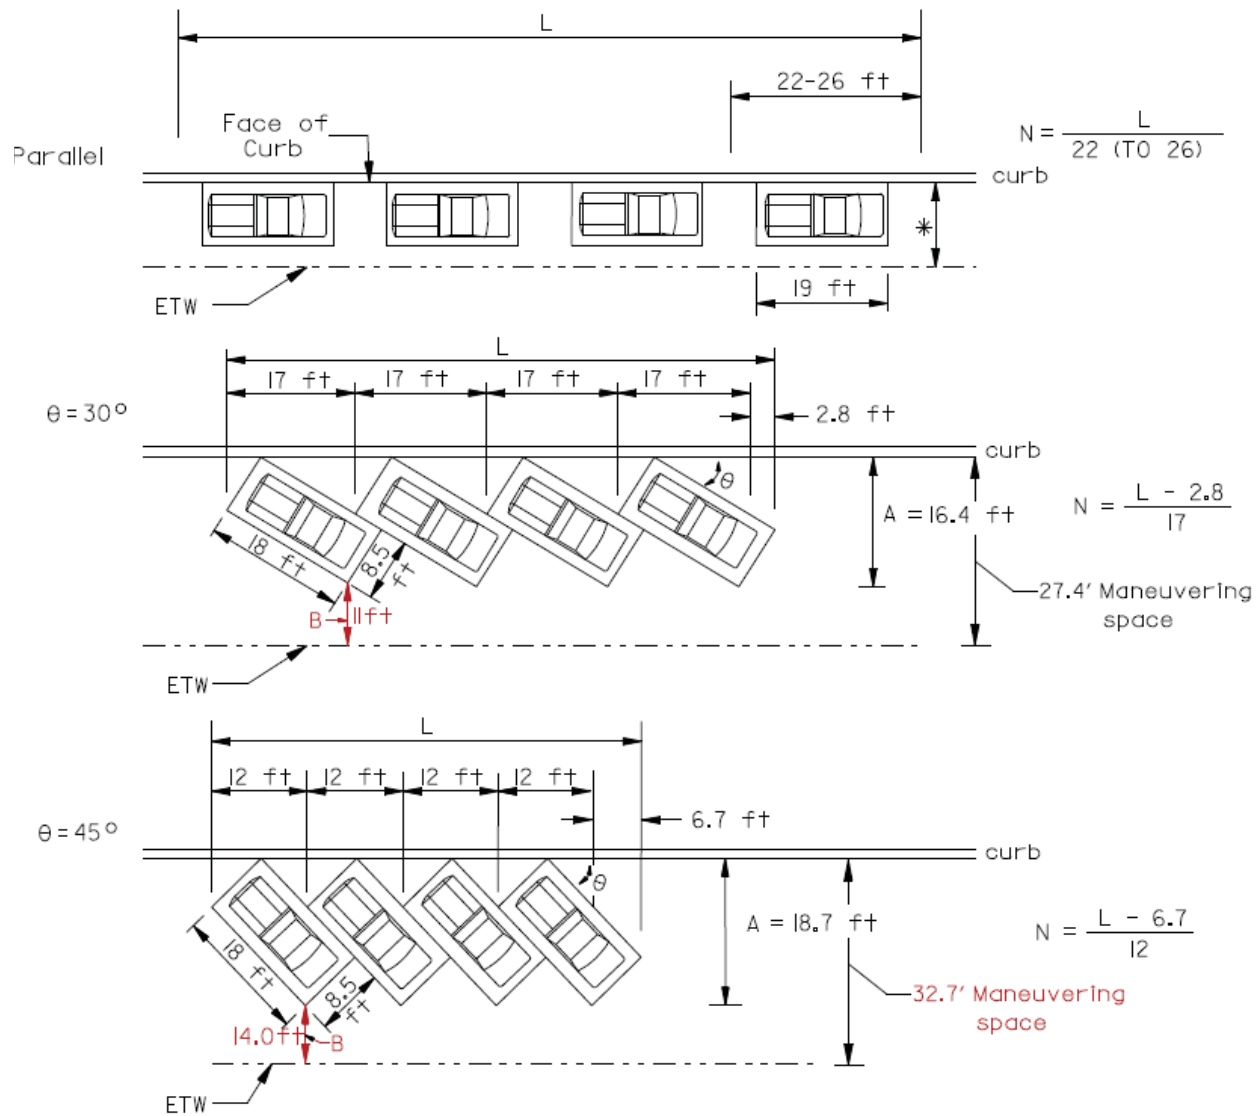 L
22-26 ft
Face of
Curb
N = L
22 (TO 26)
Parallel
curb
*
ETW
19 ft
L
17 ft 17 ft 17 ft 17 ft
θ = 30°
2.8 ft
curb
θ
A = 16.4 ft
N = L - 2.8
17
18 ft
8.5
ft
27.4' Maneuvering
space
B
11ft
ETW
L
12 ft 12 ft 12 ft 12 ft
6.7 ft
θ = 45°
curb
θ
A = 18.7 ft
N = L - 6.7
12
18 ft
8.5
ft
32.7' Maneuvering
space
14.0ft
B
ETW